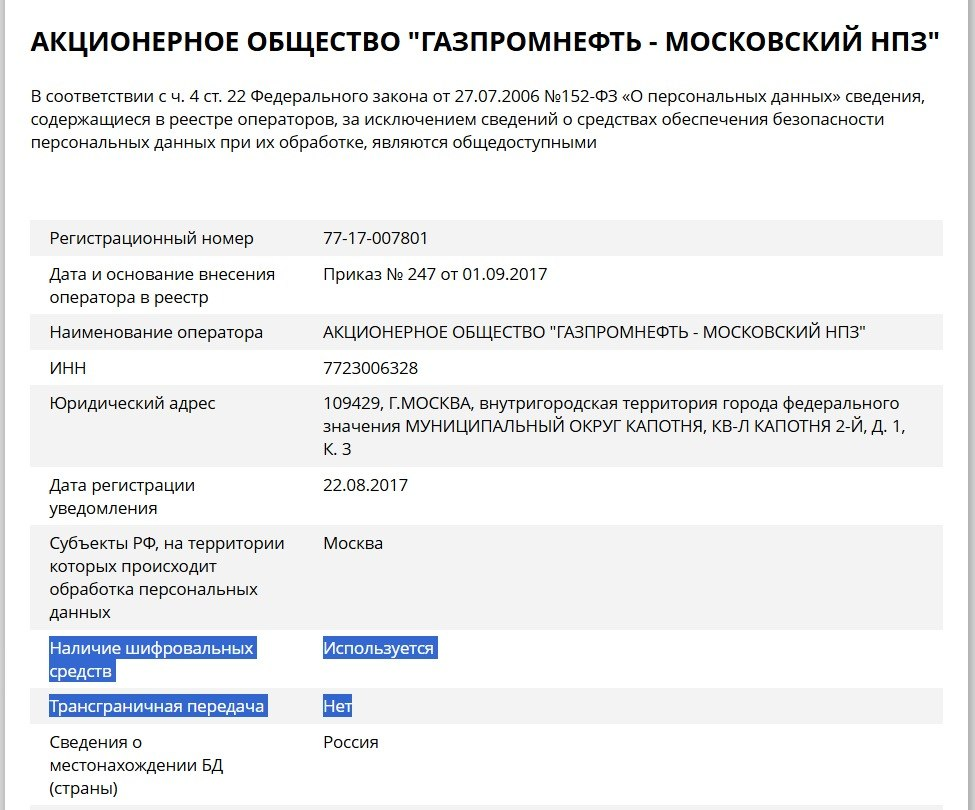 АКЦИОНЕРНОЕ ОБЩЕСТВО "ГАЗПРОМНЕФТЬ - МОСКОВСКИЙ НПЗ"
В соответствии с ч. 4 ст. 22 Федерального закона от 27.07.2006 №152-ФЗ «О персональных данных» сведения,
содержащиеся в реестре операторов, за исключением сведений о средствах обеспечения безопасности
персональных данных при их обработке, являются общедоступными
Регистрационный номер 77-17-007801
Дата и основание внесения Приказ № 247 от 01.09.2017
оператора в реестр
Наименование оператора АКЦИОНЕРНОЕ ОБЩЕСТВО "ГАЗПРОМНЕФТЬ - МОСКОВСКИЙ НПЗ"
ИНН 7723006328
Юридический адрес 109429, Г.МОСКВА, внутригородская территория города федерального
значения МУНИЦИПАЛЬНЫЙ ОКРУГ КАПОТНЯ, КВ-Л КАПОТНЯ 2-Й, Д. 1,
К. 3
Дата регистрации 22.08.2017
уведомления
Субъекты РФ, на территории Москва
которых происходит
обработка персональных
данных
Наличие шифровальных Используется
средств
Трансграничная передача Нет
Сведения о Россия
местонахождении БД
(страны)